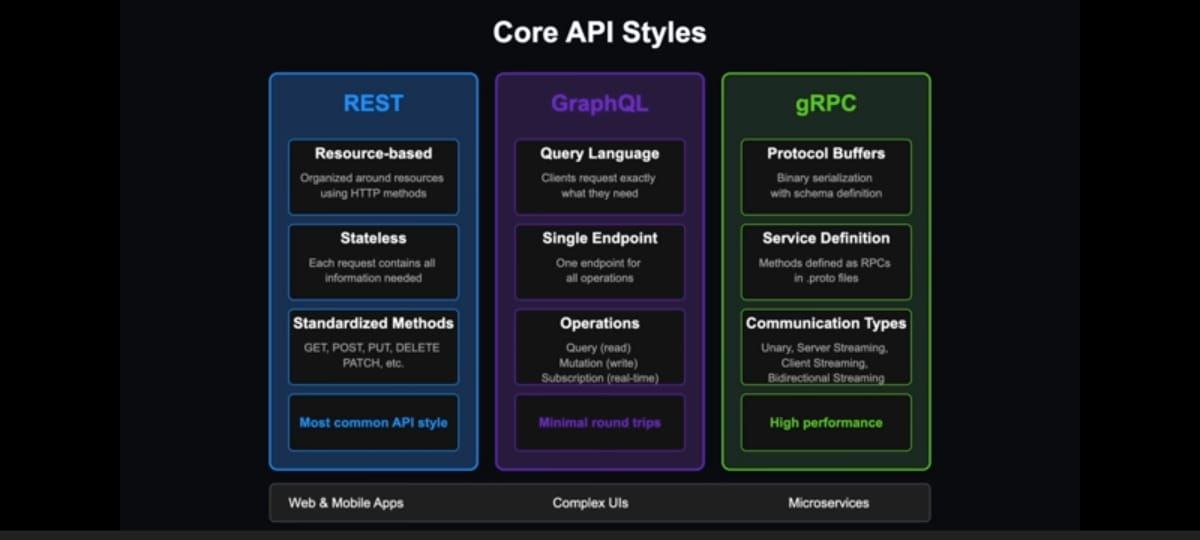 Core API Styles
REST
Resource-based
Organized around resources
using HTTP methods
Stateless
Each request contains all
information needed
Standardized Methods
GET, POST, PUT, DELETE
PATCH, etc.
Most common API style
GraphQL
Query Language
Clients request exactly
what they need
Single Endpoint
One endpoint for
all operations
Operations
Query (read)
Mutation (write)
Subscription (real-time)
Minimal round trips
gRPC
Protocol Buffers
Binary serialization
with schema definition
Service Definition
Methods defined as RPCs
in .proto files
Communication Types
Unary, Server Streaming,
Client Streaming,
Bidirectional Streaming
High performance
Web & Mobile Apps
Complex UIs
Microservices